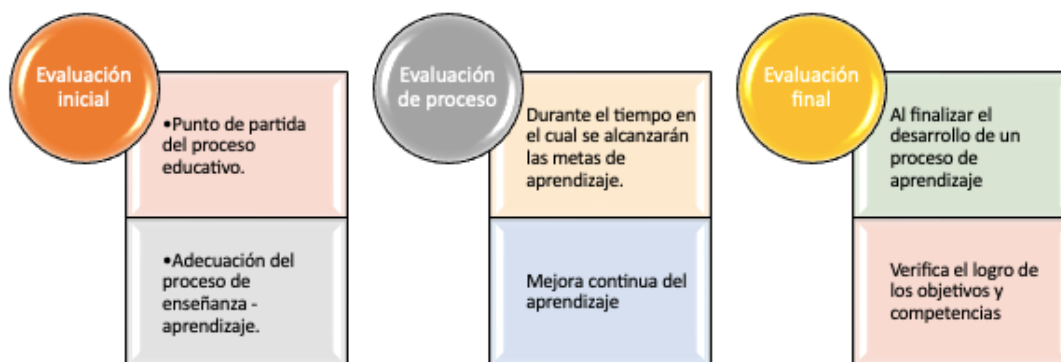 Evaluación
inicial
•Punto de partida
del proceso
educativo.
•Adecuación del
proceso de
enseñanza -
aprendizaje.
Evaluación
de proceso
Durante el tiempo en
el cual se alcanzarán
las metas de
aprendizaje.
Mejora continua del
aprendizaje
Evaluación
final
Al finalizar el
desarrollo de un
proceso de
aprendizaje
Verifica el logro de
los objetivos y
competencias